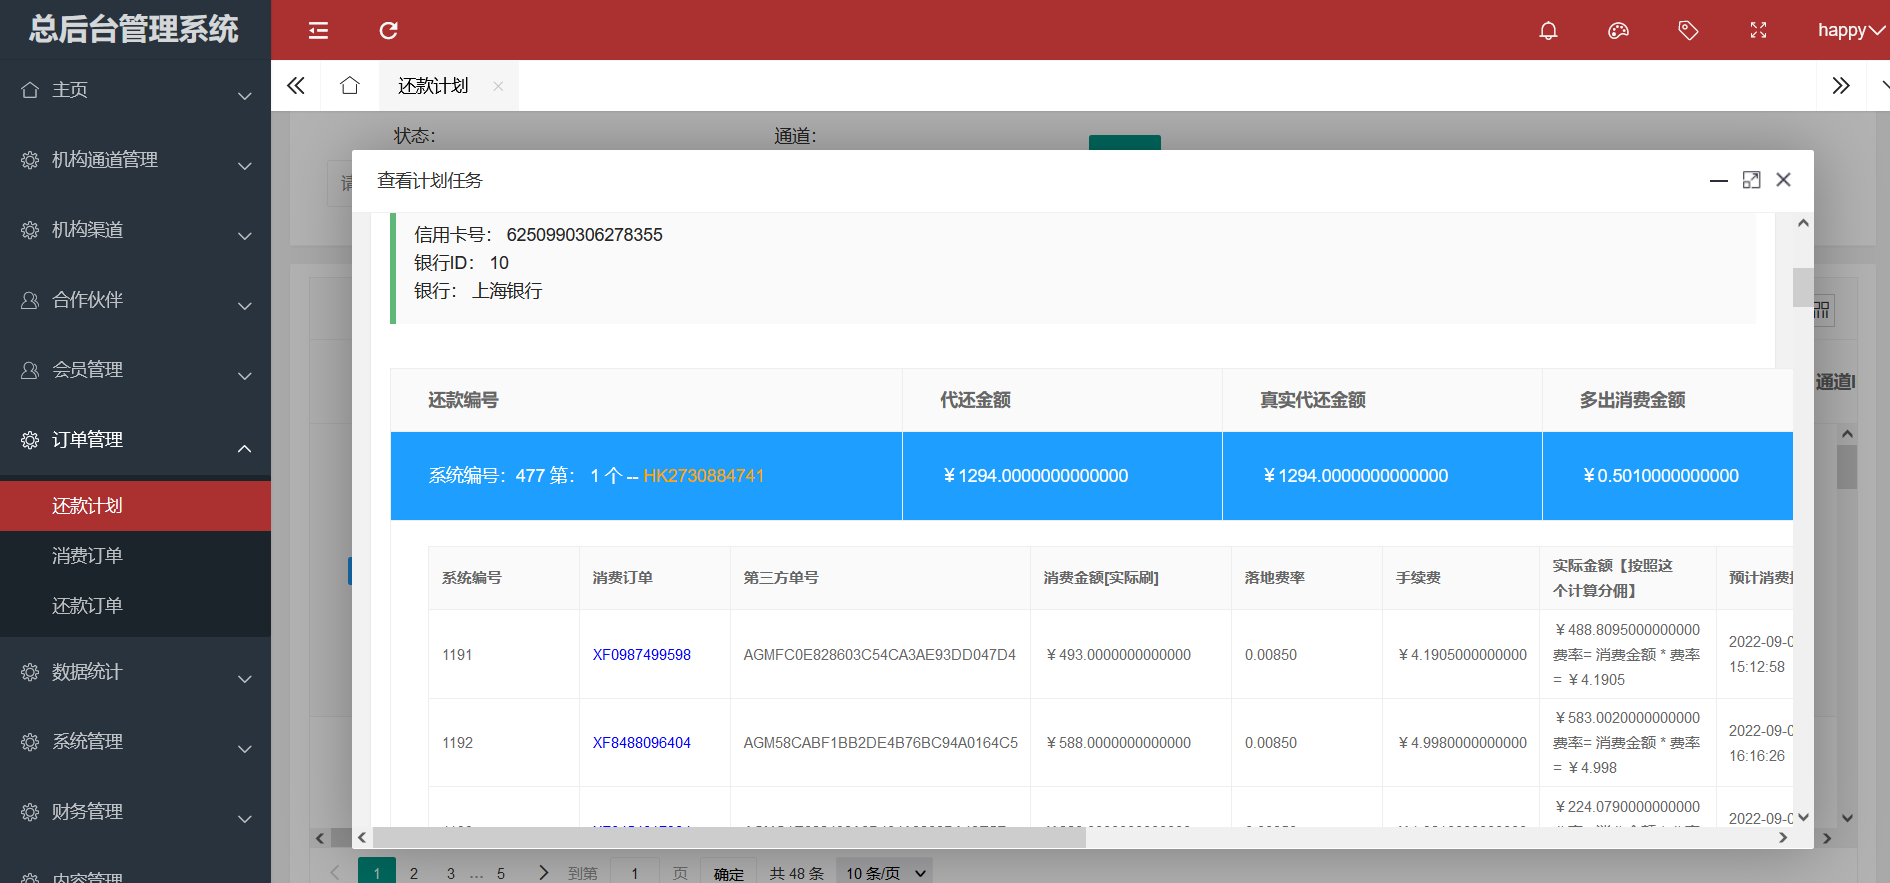 总后台管理系统
happy
主页
机构通道管理
机构渠道
合作伙伴
会员管理
订单管理
还款计划
消费订单
还款订单
数据统计
系统管理
财务管理
内容管理
还款计划
状态：
通道：
请
查看计划任务
信用卡号： 6250990306278355
银行ID： 10
银行： 上海银行
通道I
还款编号 代还金额 真实代还金额 多出消费金额
系统编号：477 第： 1 个 -- HK2730884741 ￥1294.0000000000000 ￥1294.0000000000000 ￥0.5010000000000
系统编号 消费订单 第三方单号 消费金额[实际刷] 落地费率 手续费 实际金额【按照这个计算分佣】 预计消费
1191 XF0987499598 AGMFC0E828603C54CA3AE93DD047D4 ￥493.0000000000000 0.00850 ￥4.1905000000000 ￥488.8095000000000
费率= 消费金额 * 费率
= ￥4.1905
2022-09-0
15:12:58
1192 XF8488096404 AGM58CABF1BB2DE4B76BC94A0164C5 ￥588.0000000000000 0.00850 ￥4.9980000000000 ￥583.0020000000000
费率= 消费金额 * 费率
= ￥4.998
2022-09-0
16:16:26
￥224.0790000000000
2022-09-0
1 2 3 … 5 到第 1 页 确定 共 48 条 10 条/页